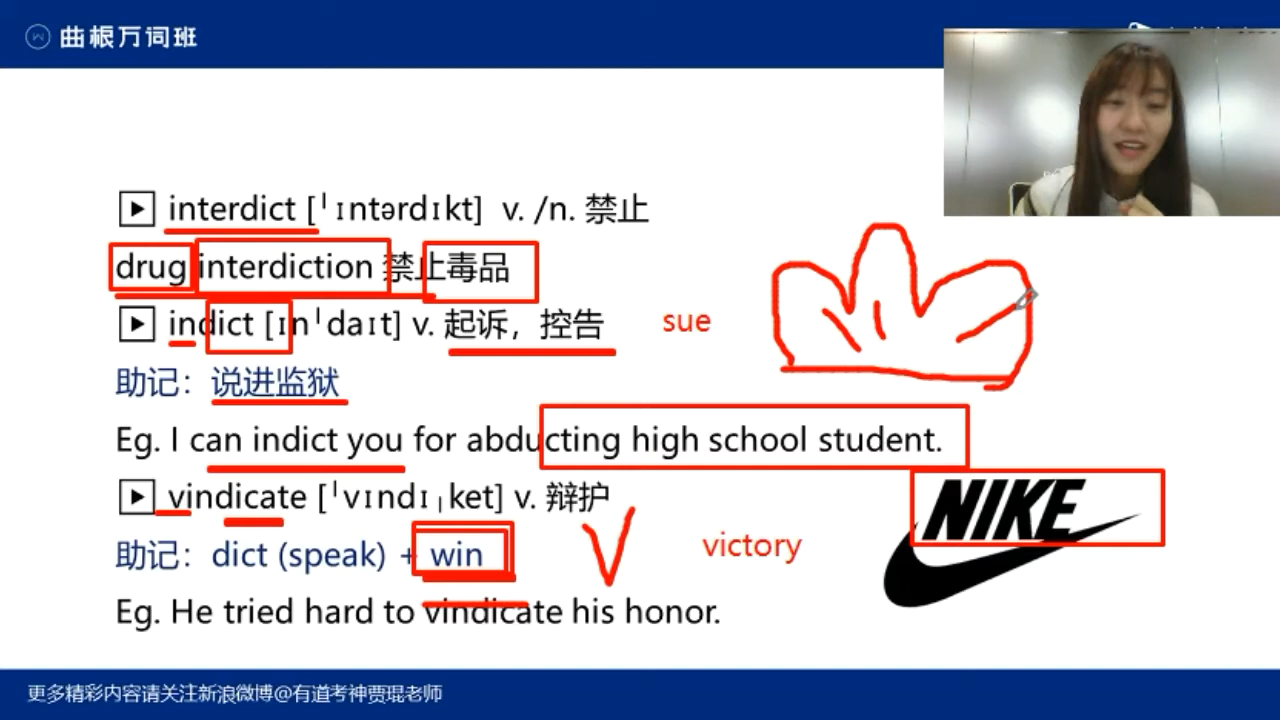 曲根万词班
interdict [ˈɪntərdɪkt] v. /n. 禁止
drug interdiction 禁止毒品
indict [ɪnˈdaɪt] v. 起诉，控告 sue
助记：说进监狱
Eg. I can indict you for abducting high school student.
vindicate [ˈvɪndɪˌket] v. 辩护
助记：dict (speak) + win
victory
NIKE
Eg. He tried hard to vindicate his honor.
更多精彩内容请关注新浪微博@有道考神贾琨老师